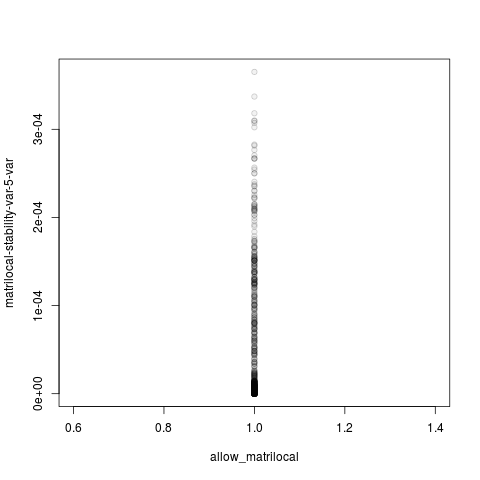 matrilocal-stability-var-5-var
3e-04
2e-04
1e-04
0e+00
0.6 0.8 1.0 1.2 1.4
allow_matrilocal